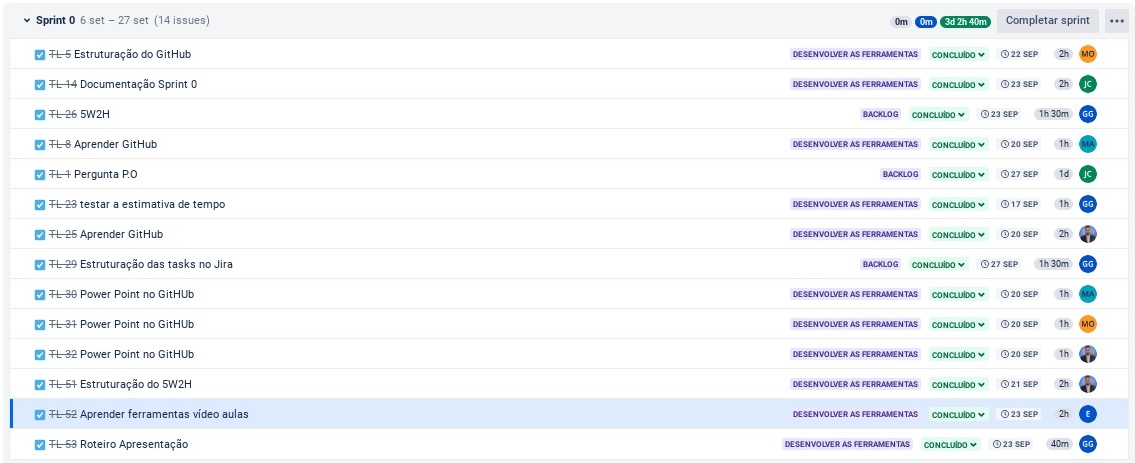 Sprint 0 6 set – 27 set (14 issues) 0m 0m 3d 2h 40m Completar sprint
TL-5 Estruturação do GitHub DESENVOLVER AS FERRAMENTAS CONCLUÍDO 22 SEP 2h MO
TL-14 Documentação Sprint 0 DESENVOLVER AS FERRAMENTAS CONCLUÍDO 23 SEP 2h JC
TL-26 5W2H BACKLOG CONCLUÍDO 23 SEP 1h 30m GG
TL-8 Aprender GitHub DESENVOLVER AS FERRAMENTAS CONCLUÍDO 20 SEP 1h MA
TL-1 Pergunta P.O BACKLOG CONCLUÍDO 27 SEP 1d JC
TL-23 testar a estimativa de tempo DESENVOLVER AS FERRAMENTAS CONCLUÍDO 17 SEP 1h GG
TL-25 Aprender GitHub DESENVOLVER AS FERRAMENTAS CONCLUÍDO 20 SEP 2h
TL-29 Estruturação das tasks no Jira BACKLOG CONCLUÍDO 27 SEP 1h 30m GG
TL-30 Power Point no GitHUb DESENVOLVER AS FERRAMENTAS CONCLUÍDO 20 SEP 1h MA
TL-31 Power Point no GitHUb DESENVOLVER AS FERRAMENTAS CONCLUÍDO 20 SEP 1h MO
TL-32 Power Point no GitHUb DESENVOLVER AS FERRAMENTAS CONCLUÍDO 20 SEP 1h
TL-51 Estruturação do 5W2H DESENVOLVER AS FERRAMENTAS CONCLUÍDO 21 SEP 2h
TL-52 Aprender ferramentas vídeo aulas DESENVOLVER AS FERRAMENTAS CONCLUÍDO 23 SEP 2h E
TL-53 Roteiro Apresentação DESENVOLVER AS FERRAMENTAS CONCLUÍDO 23 SEP 40m GG